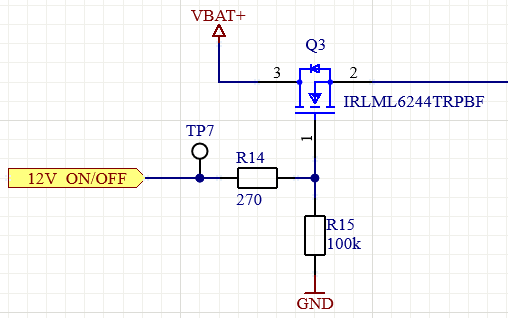 VBAT+
Q3
3
2
IRLML6244TRPBF
1
TP7
R14
12V ON/OFF
270
R15
100k
GND